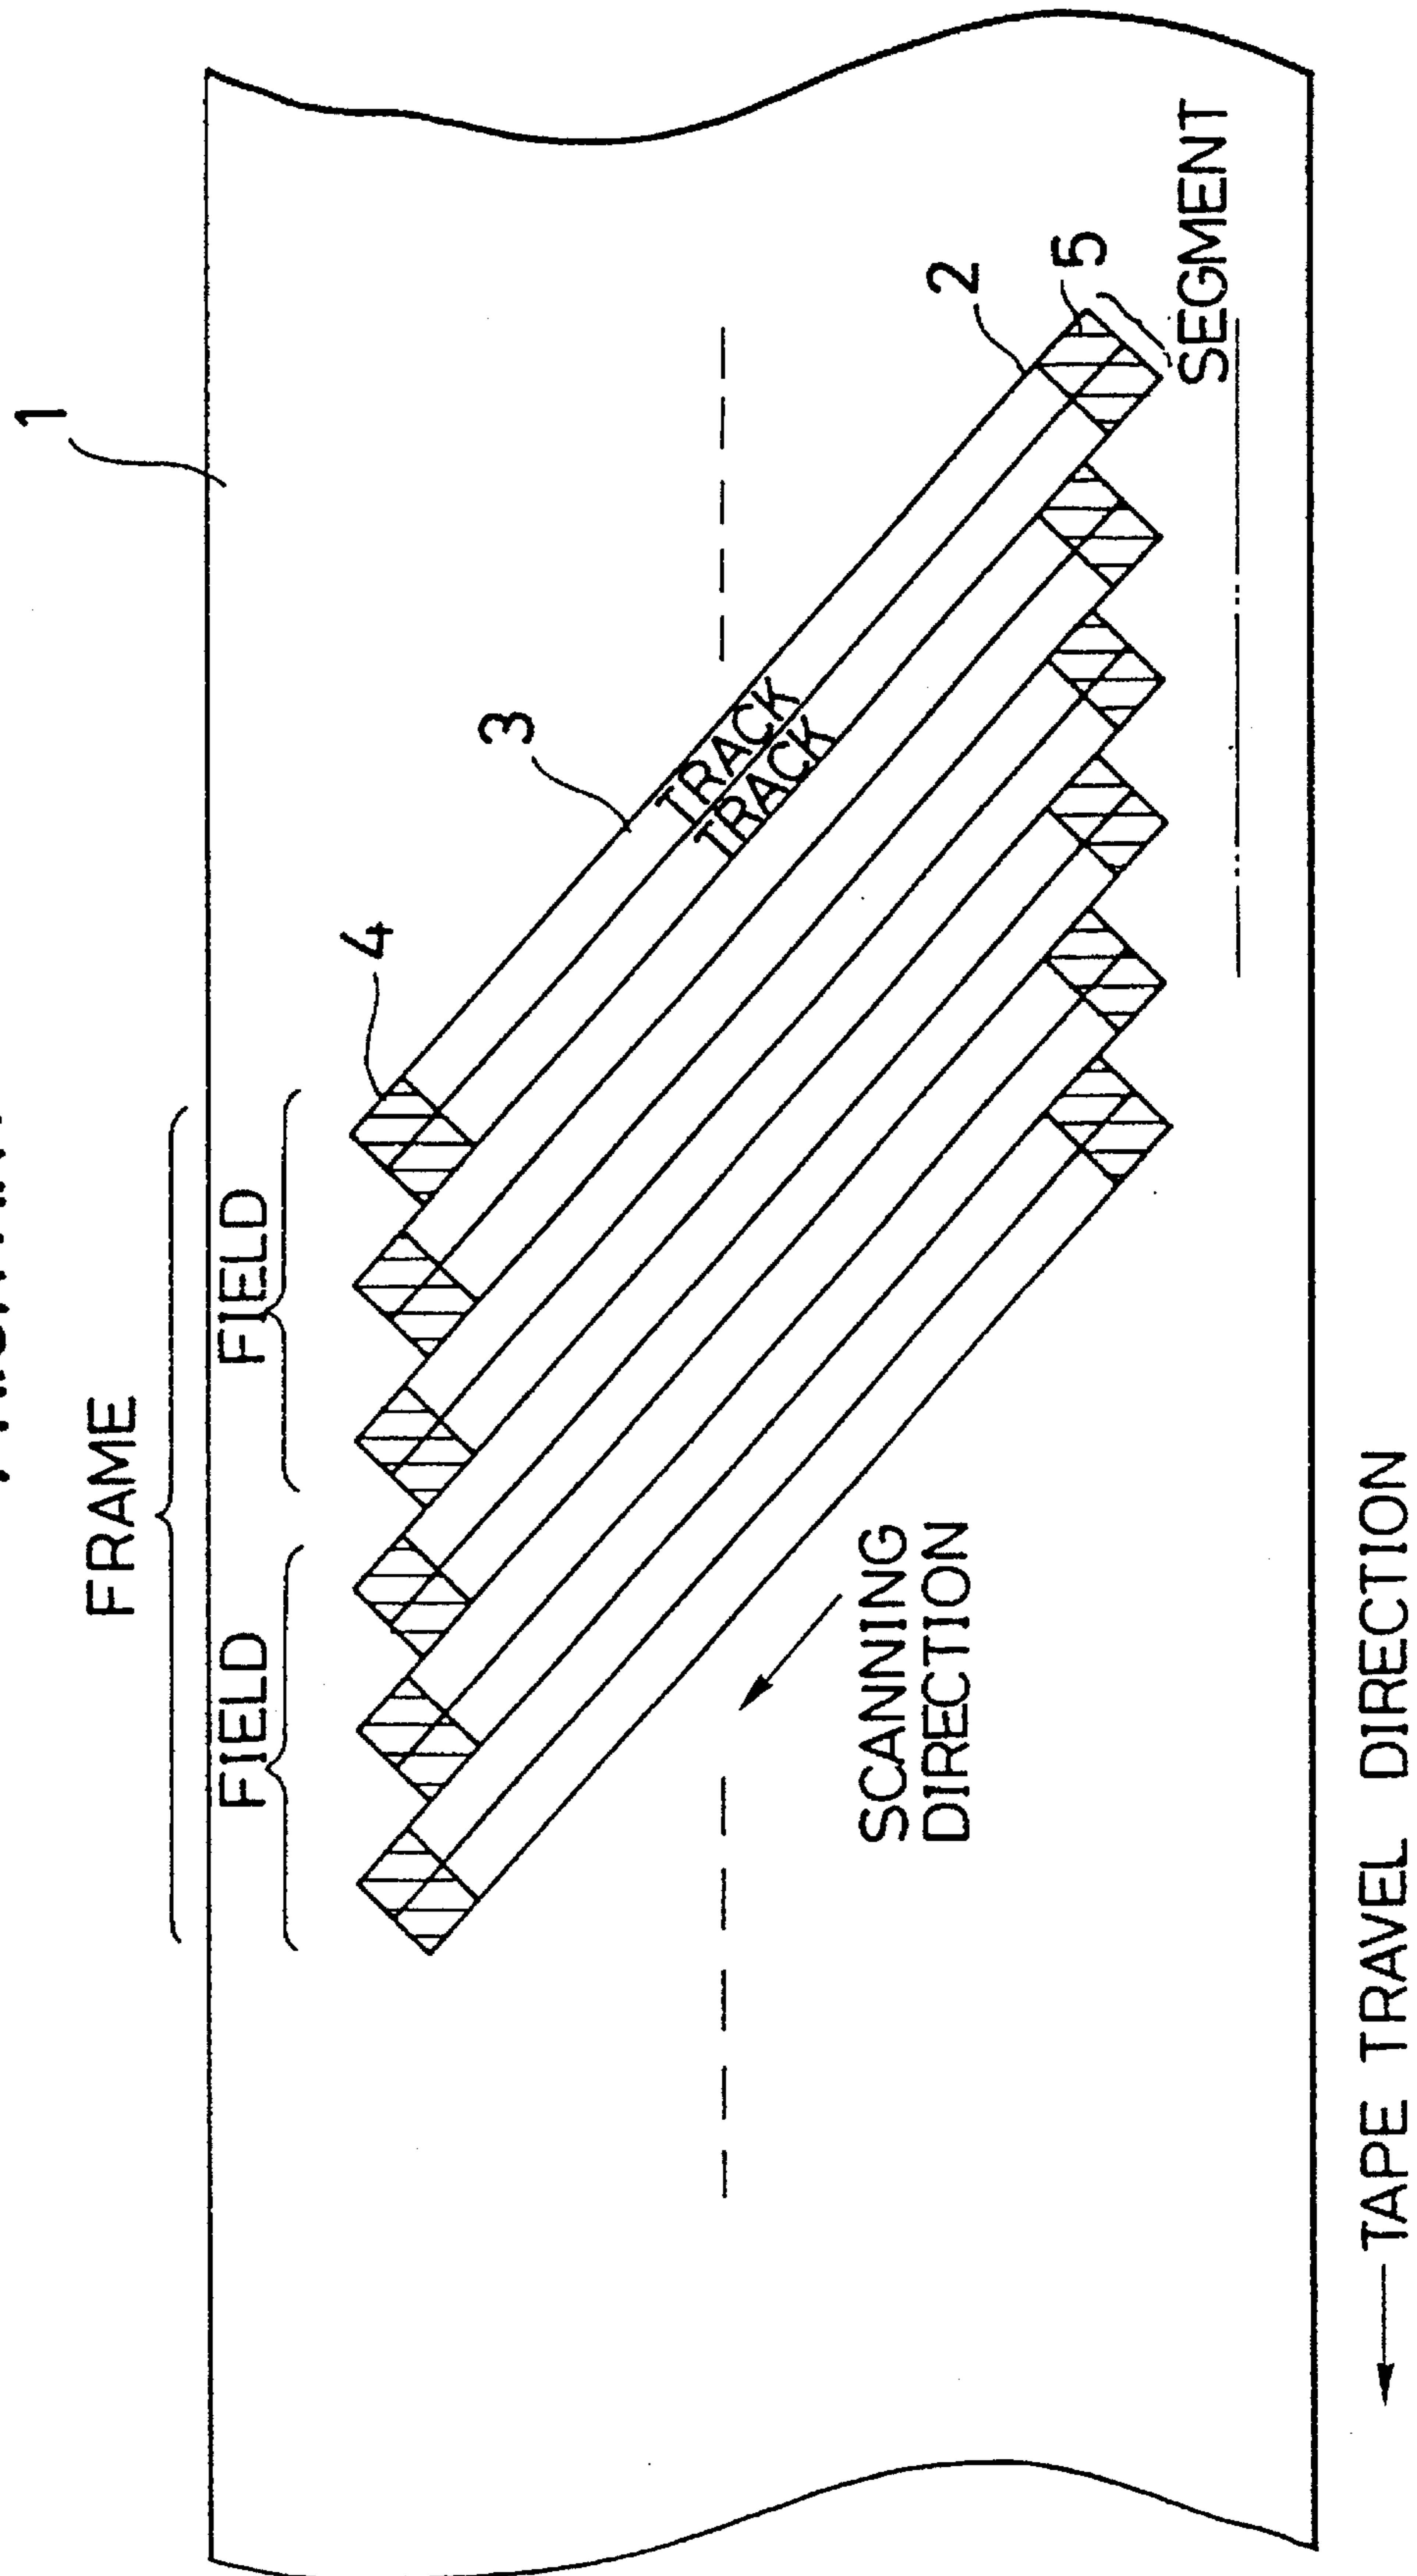 1
FRAME
FIELD
FIELD
4
3
2
5
TRACK
TRACK
SEGMENT
SCANNING
DIRECTION
TAPE TRAVEL DIRECTION